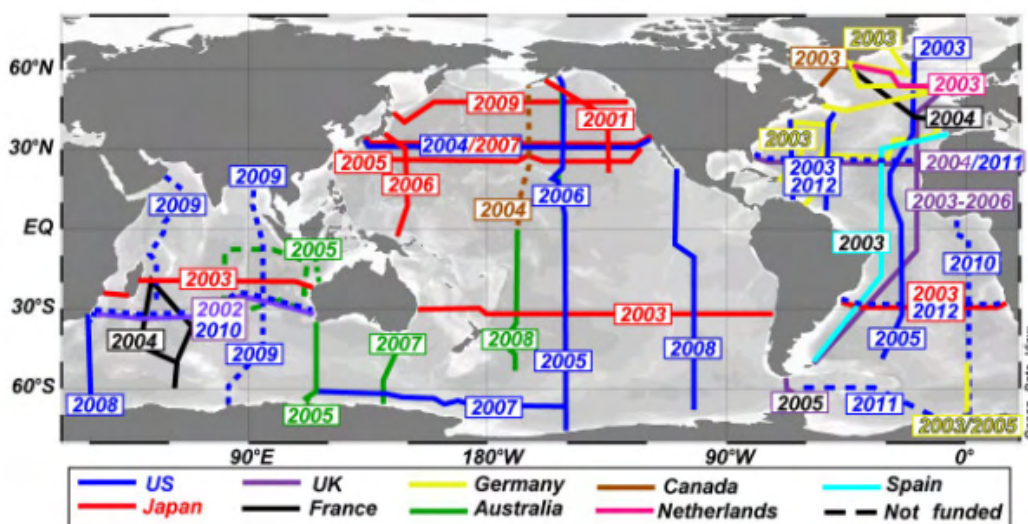 2003 2003
60°N 2003 2003
2009 2001 2004
30°N 2004/2007 2003 2004/2011
2005 2003
2006 2009 2006 2012 2003-2006
2009 2004
EQ 2005 2003
2003 2010
30°S 2002 2003 2003
2010 2012
2004 2007 2008 2005
2009 2005 2008
60°S
2008 2005 2007 2005 2011
2003/2005
90°E 180°W 90°W 0°
US UK Germany Canada Spain
Japan France Australia Netherlands Not funded